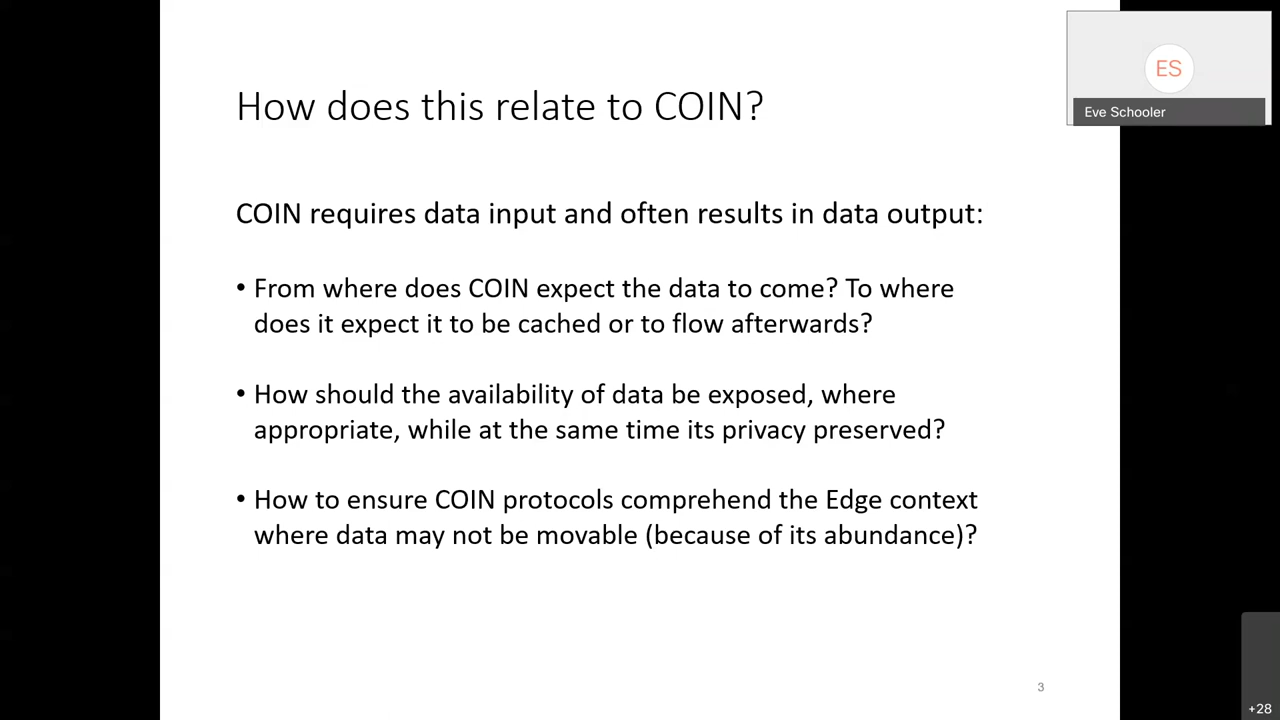 How does this relate to COIN?
COIN requires data input and often results in data output:
• From where does COIN expect the data to come? To where
does it expect it to be cached or to flow afterwards?
• How should the availability of data be exposed, where
appropriate, while at the same time its privacy preserved?
• How to ensure COIN protocols comprehend the Edge context
where data may not be movable (because of its abundance)?
3
ES
Eve Schooler
+28